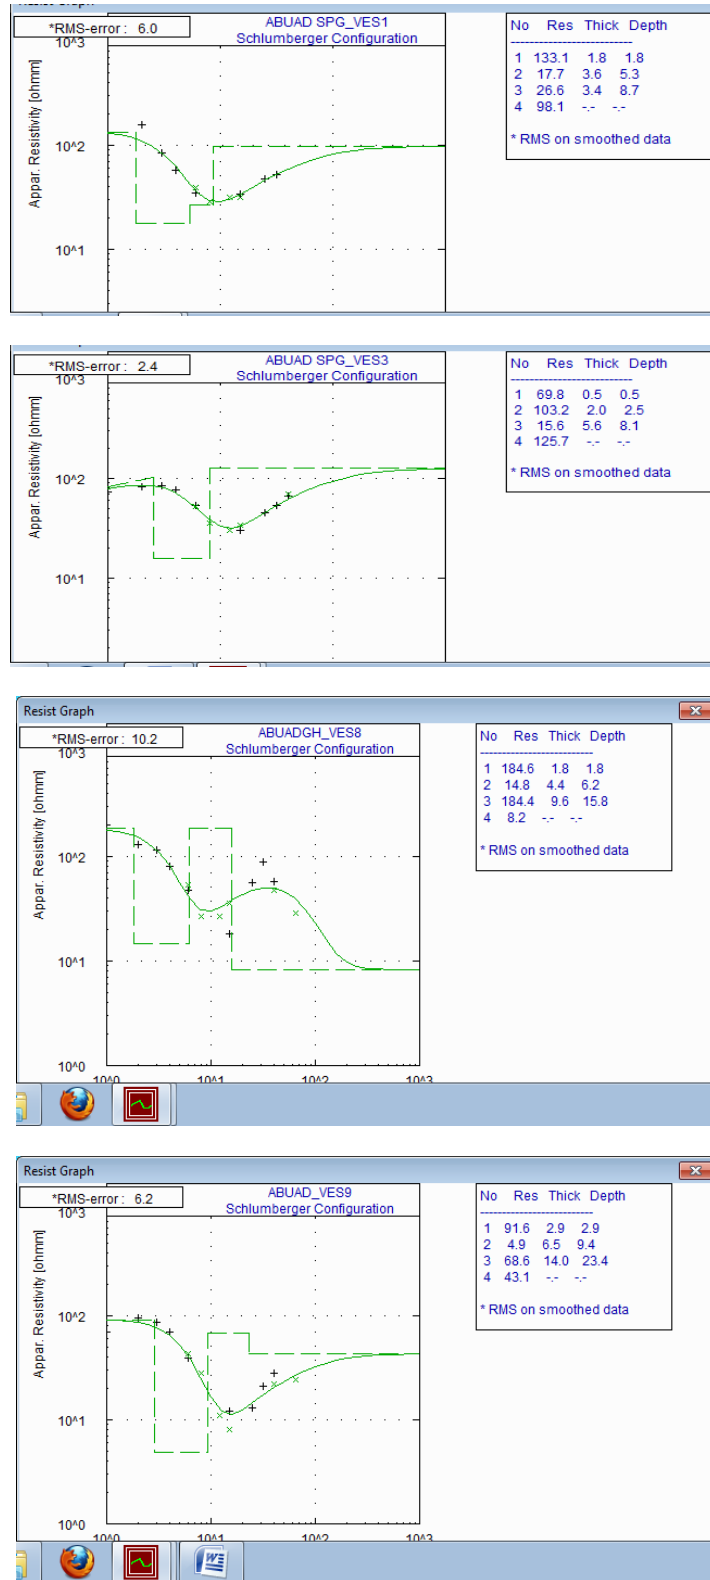 *RMS-error : 6.0
ABUAD SPG_VES1
Schlumberger Configuration
10^3
10^2
10^1
Appar. Resistivity [ohmm]
No Res Thick Depth
1 133.1 1.8 1.8
2 17.7 3.6 5.3
3 26.6 3.4 8.7
4 98.1 -.- -.-
* RMS on smoothed data
*RMS-error : 2.4
ABUAD SPG_VES3
Schlumberger Configuration
10^3
10^2
10^1
Appar. Resistivity [ohmm]
No Res Thick Depth
1 69.8 0.5 0.5
2 103.2 2.0 2.5
3 15.6 5.6 8.1
4 125.7 -.- -.-
* RMS on smoothed data
Resist Graph
*RMS-error : 10.2
ABUADGH_VES8
Schlumberger Configuration
10^3
10^2
10^1
10^0
Appar. Resistivity [ohmm]
10^0 10^1 10^2 10^3
No Res Thick Depth
1 184.6 1.8 1.8
2 14.8 4.4 6.2
3 184.4 9.6 15.8
4 8.2 -.- -.-
* RMS on smoothed data
Resist Graph
*RMS-error : 6.2
ABUAD_VES9
Schlumberger Configuration
10^3
10^2
10^1
10^0
Appar. Resistivity [ohmm]
10^0 10^1 10^2 10^3
No Res Thick Depth
1 91.6 2.9 2.9
2 4.9 6.5 9.4
3 68.6 14.0 23.4
4 43.1 -.- -.-
* RMS on smoothed data